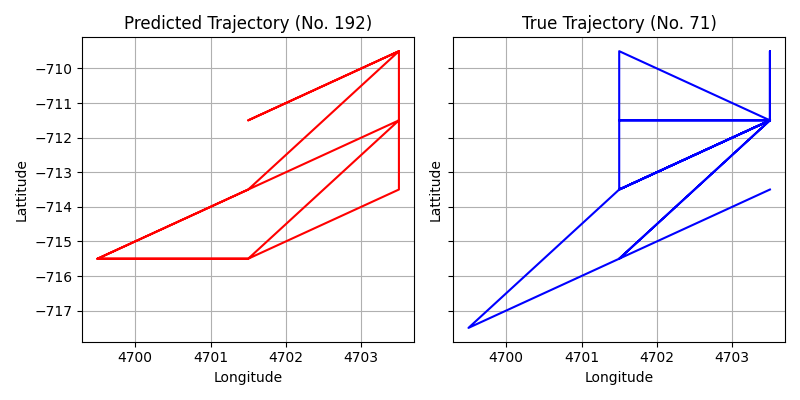 Predicted Trajectory (No. 192)
True Trajectory (No. 71)
Lattitude
−710
−711
−712
−713
−714
−715
−716
−717
4700
4701
4702
4703
Longitude
Lattitude
4700
4701
4702
4703
Longitude